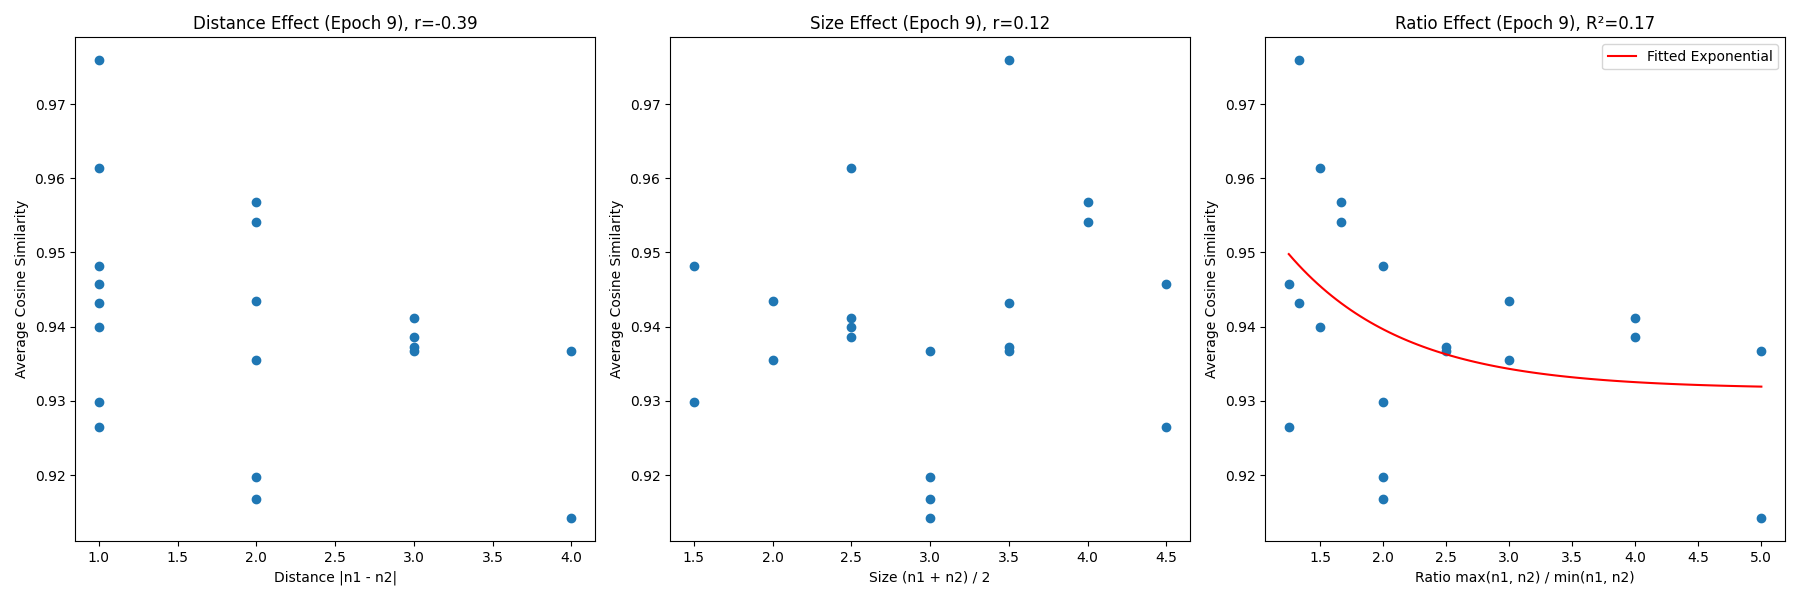 Distance Effect (Epoch 9), r=-0.39
Average Cosine Similarity
0.97
0.96
0.95
0.94
0.93
0.92
1.0 1.5 2.0 2.5 3.0 3.5 4.0
Distance |n1 - n2|
Size Effect (Epoch 9), r=0.12
Average Cosine Similarity
0.97
0.96
0.95
0.94
0.93
0.92
1.5 2.0 2.5 3.0 3.5 4.0 4.5
Size (n1 + n2) / 2
Ratio Effect (Epoch 9), R²=0.17
Fitted Exponential
Average Cosine Similarity
0.97
0.96
0.95
0.94
0.93
0.92
1.5 2.0 2.5 3.0 3.5 4.0 4.5 5.0
Ratio max(n1, n2) / min(n1, n2)